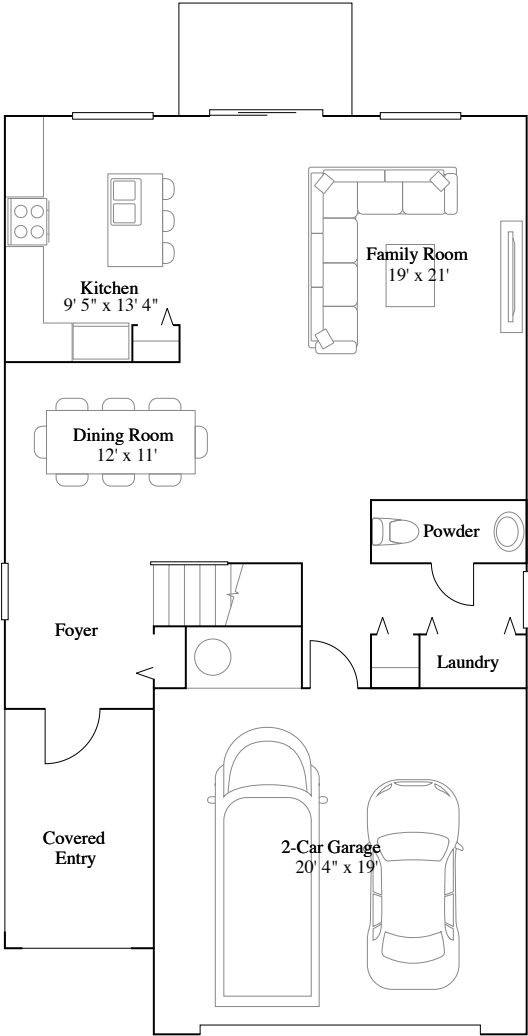 Family Room
19' x 21'
Kitchen
9' 5" x 13' 4"
Dining Room
12' x 11'
Powder
Foyer
Laundry
Covered
Entry
2-Car Garage
20' 4" x 19'